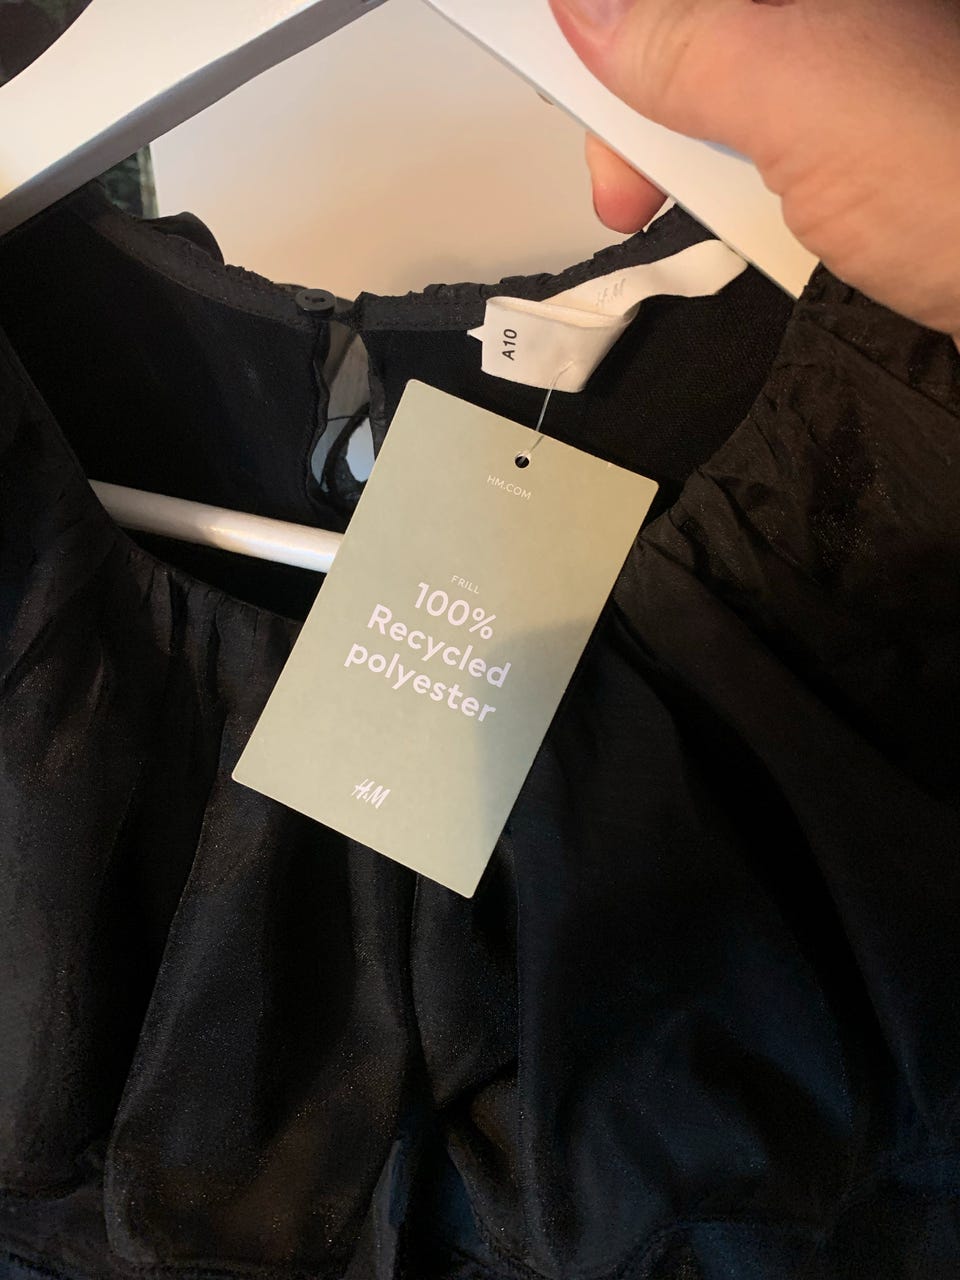 H&M
A10
HM.COM
FRILL
100%
Recycled
polyester
H&M